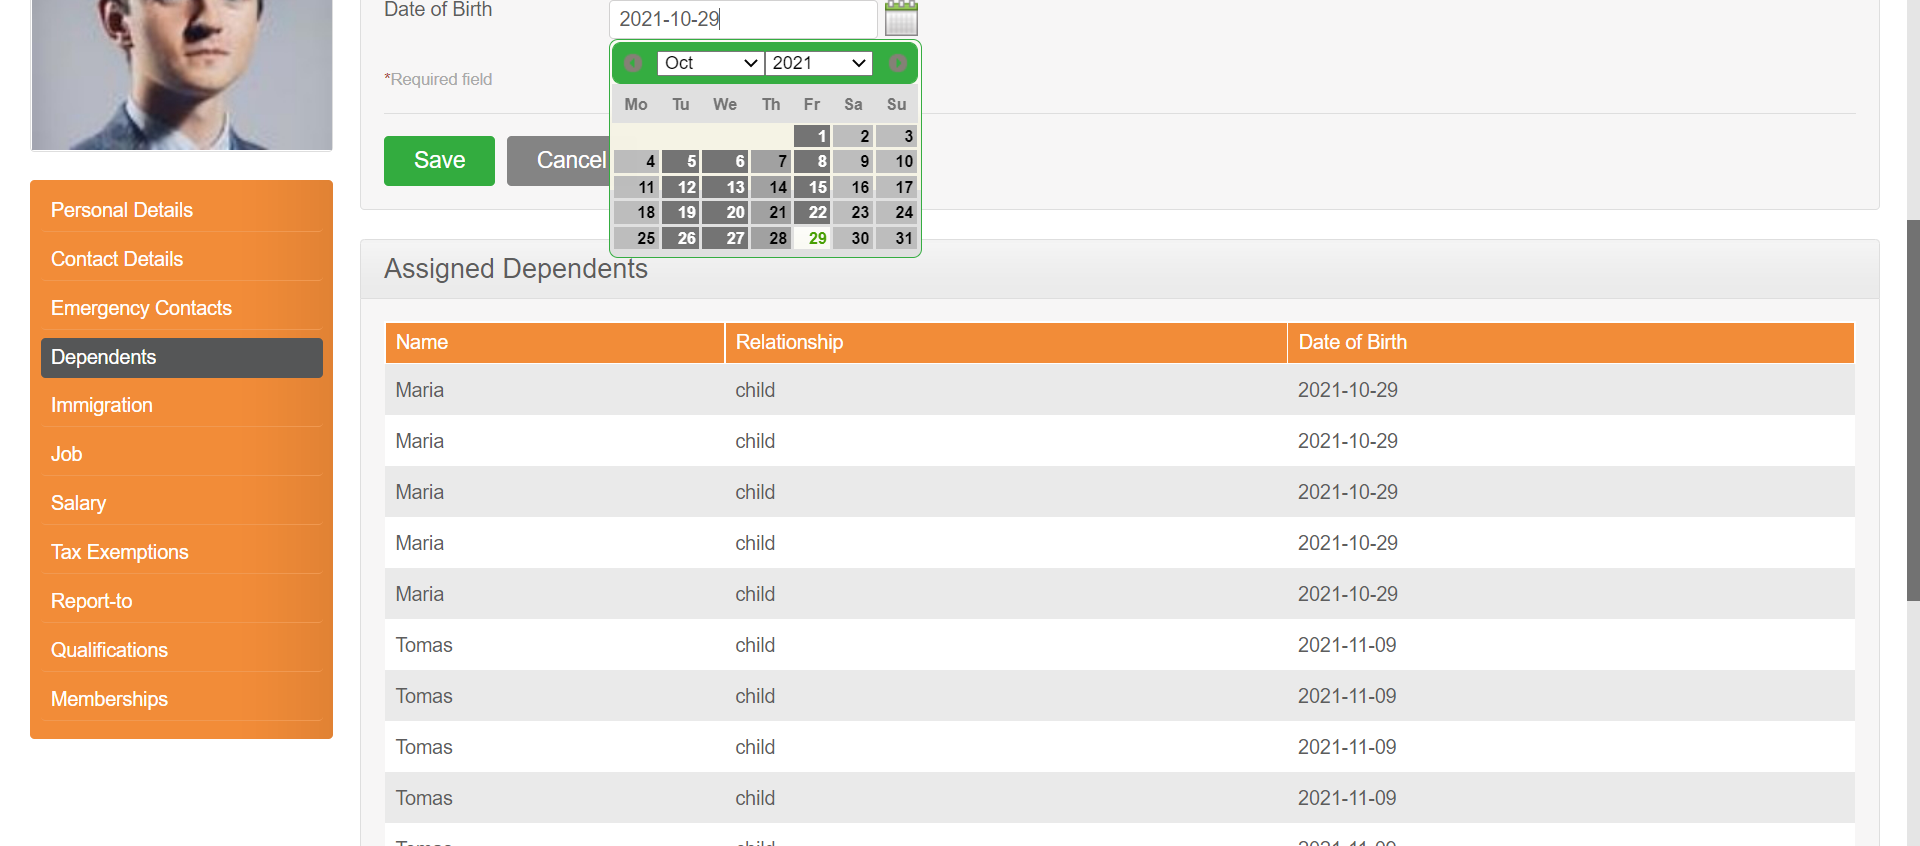 Date of Birth 2021-10-29
Oct 2021
*Required field
Mo Tu We Th Fr Sa Su
1 2 3
Save Cancel
4 5 6 7 8 9 10
11 12 13 14 15 16 17
18 19 20 21 22 23 24
25 26 27 28 29 30 31
Personal Details
Contact Details
Emergency Contacts
Dependents
Immigration
Job
Salary
Tax Exemptions
Report-to
Qualifications
Memberships
Assigned Dependents
Name Relationship Date of Birth
Maria child 2021-10-29
Maria child 2021-10-29
Maria child 2021-10-29
Maria child 2021-10-29
Maria child 2021-10-29
Tomas child 2021-11-09
Tomas child 2021-11-09
Tomas child 2021-11-09
Tomas child 2021-11-09